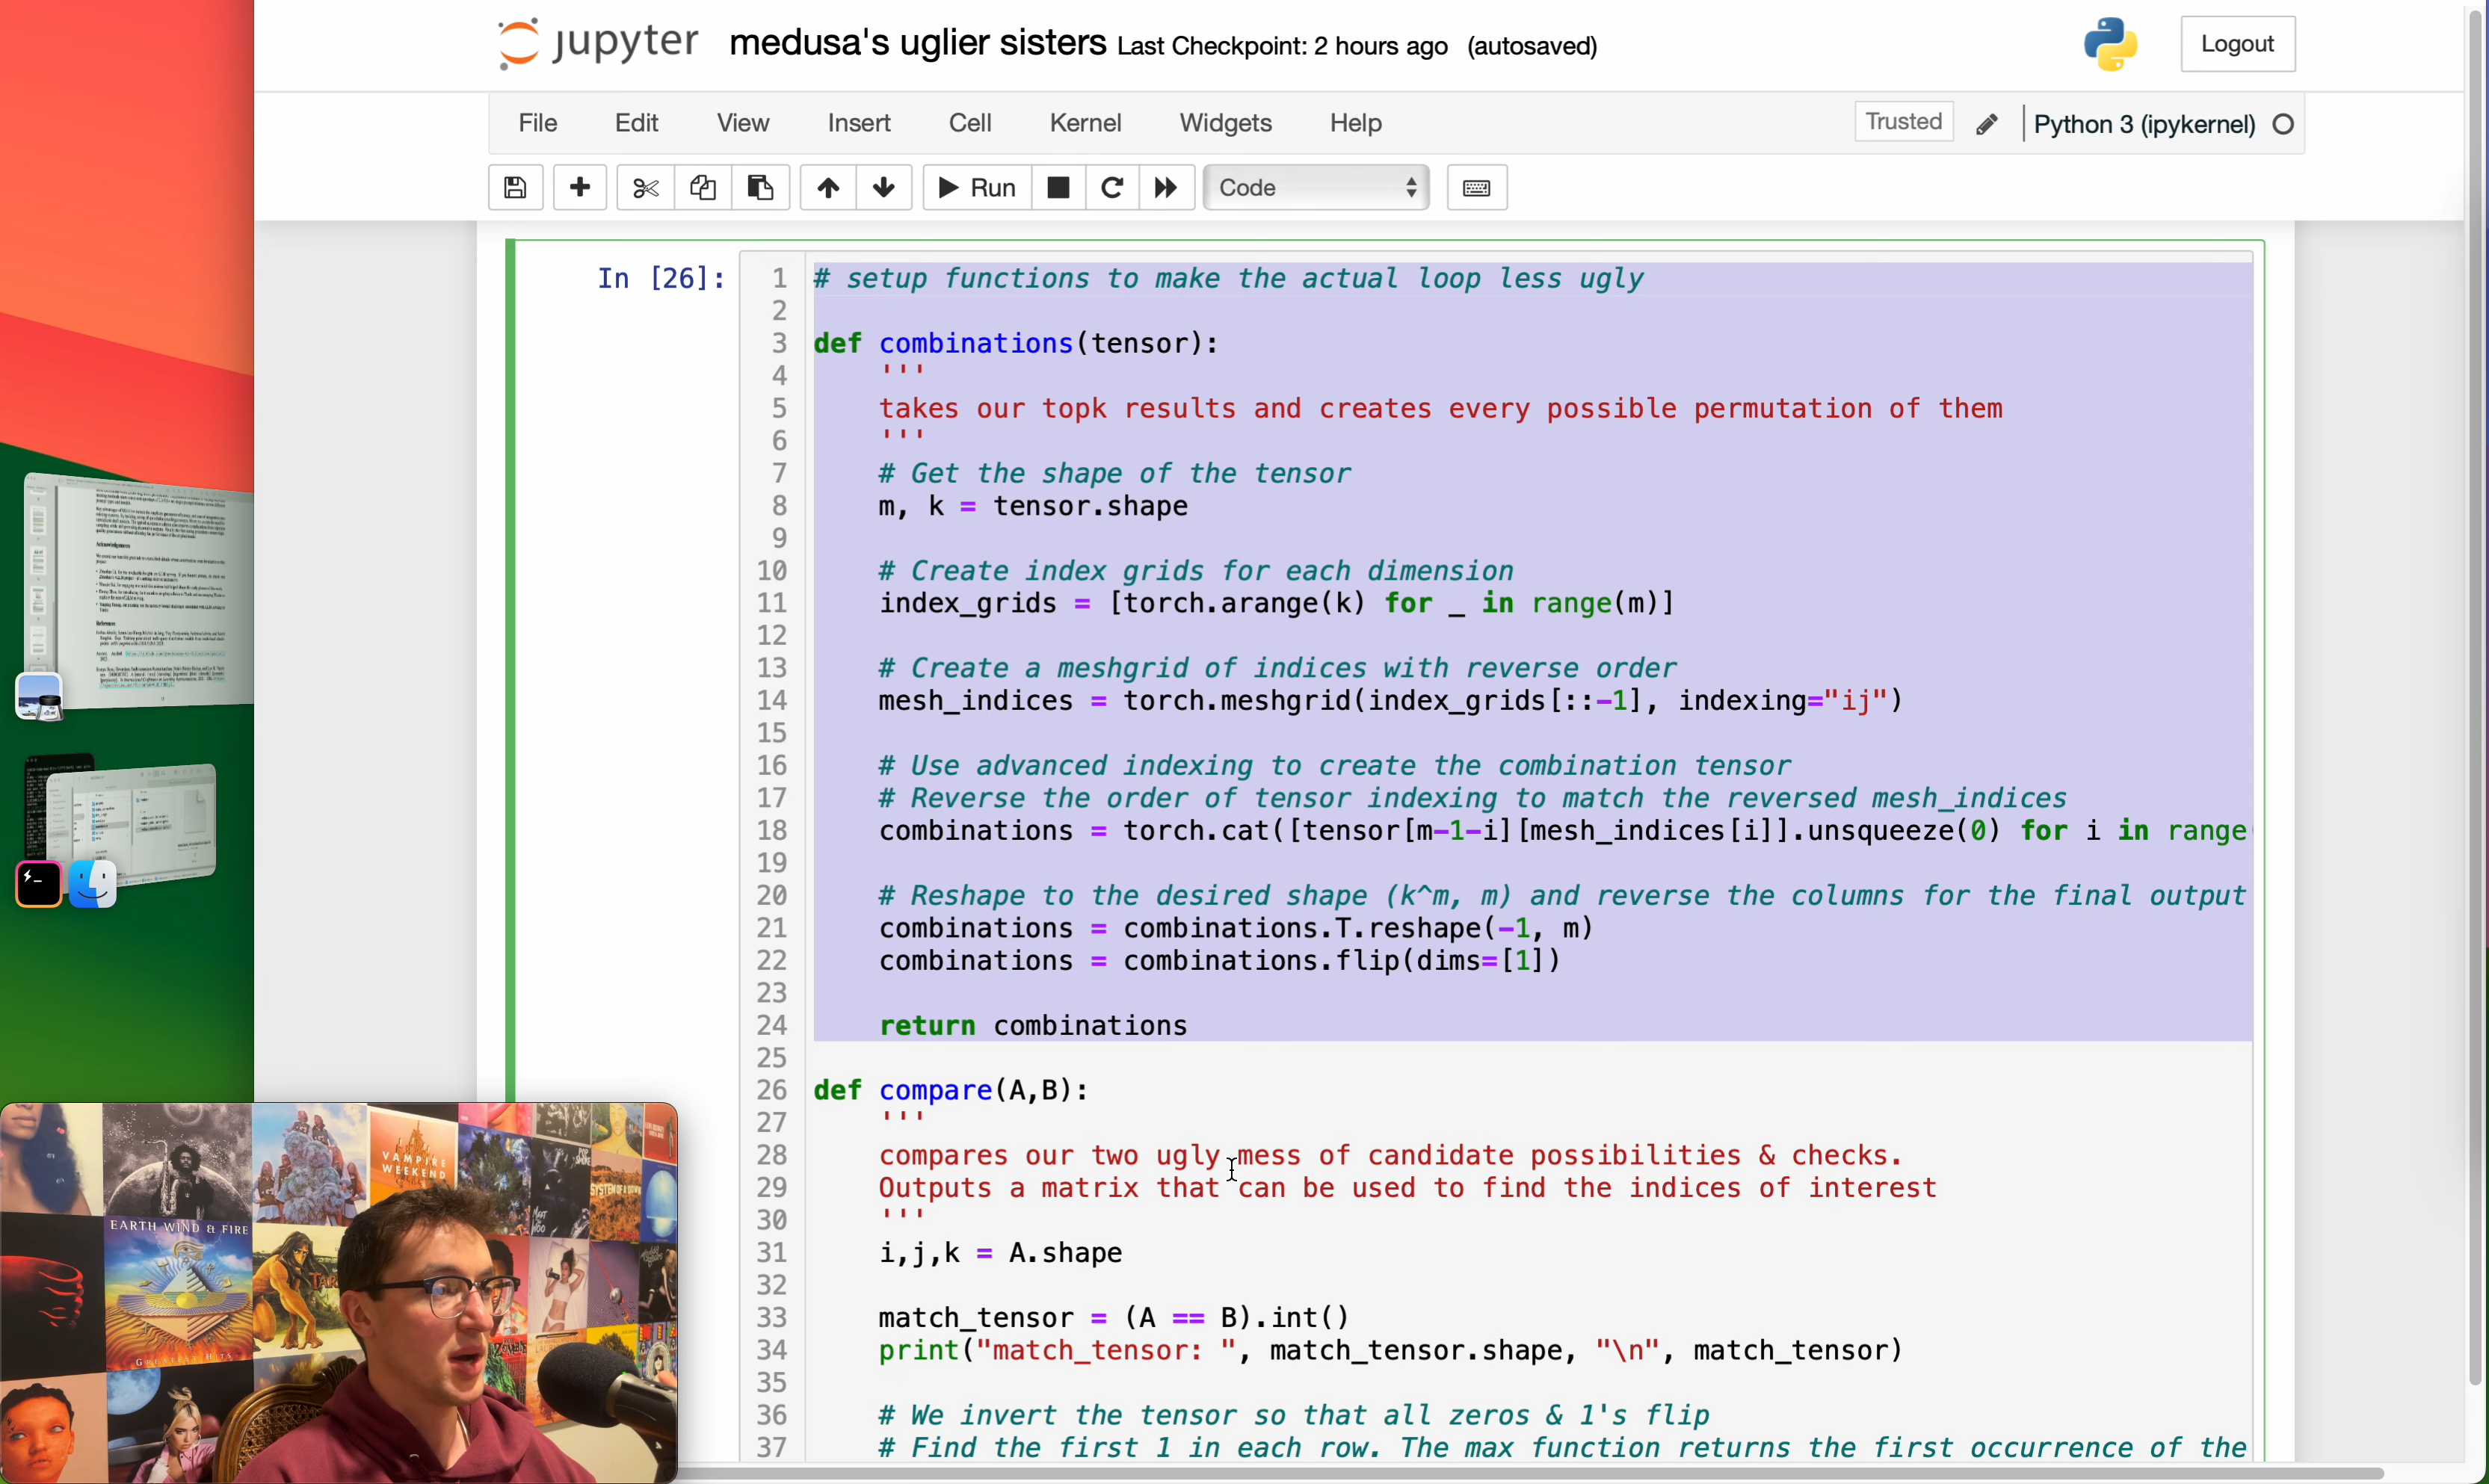 jupyter medusa's uglier sisters Last Checkpoint: 2 hours ago (autosaved)
Logout
File Edit View Insert Cell Kernel Widgets Help
Trusted
Python 3 (ipykernel)
Run
Code
In [26]:
1 # setup functions to make the actual loop less ugly
2
3 def combinations(tensor):
4 '''
5 takes our topk results and creates every possible permutation of them
6 '''
7 # Get the shape of the tensor
8 m, k = tensor.shape
9
10 # Create index grids for each dimension
11 index_grids = [torch.arange(k) for _ in range(m)]
12
13 # Create a meshgrid of indices with reverse order
14 mesh_indices = torch.meshgrid(index_grids[::-1], indexing="ij")
15
16 # Use advanced indexing to create the combination tensor
17 # Reverse the order of tensor indexing to match the reversed mesh_indices
18 combinations = torch.cat([tensor[m-1-i][mesh_indices[i]].unsqueeze(0) for i in range
19
20 # Reshape to the desired shape (k^m, m) and reverse the columns for the final output
21 combinations = combinations.T.reshape(-1, m)
22 combinations = combinations.flip(dims=[1])
23
24 return combinations
25
26 def compare(A,B):
27 '''
28 compares our two ugly mess of candidate possibilities & checks.
29 Outputs a matrix that can be used to find the indices of interest
30 '''
31 i,j,k = A.shape
32
33 match_tensor = (A == B).int()
34 print("match_tensor: ", match_tensor.shape, "\n", match_tensor)
35
36 # We invert the tensor so that all zeros & 1's flip
37 # Find the first 1 in each row. The max function returns the first occurrence of the
Acknowledgements
References
VAMPIRE
WEEKEND
EARTH WIND & FIRE
SYSTEM OF A DOWN
GREATEST HITS